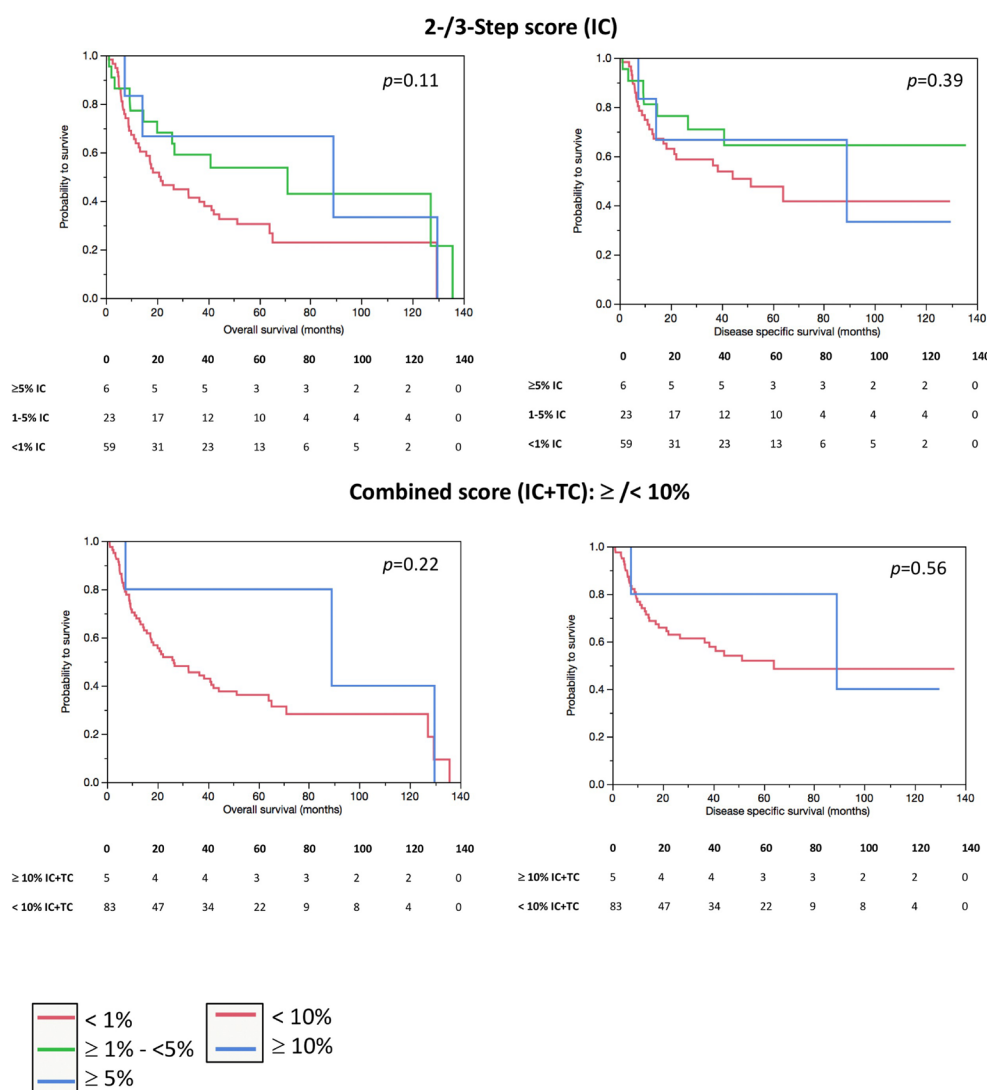 2-/3-Step score (IC)
p=0.11
Probability to survive
1.0
0.8
0.6
0.4
0.2
0.0
0 20 40 60 80 100 120 140
Overall survival (months)
p=0.39
Probability to survive
1.0
0.8
0.6
0.4
0.2
0.0
0 20 40 60 80 100 120 140
Disease specific survival (months)
0 20 40 60 80 100 120 140
≥5% IC 6 5 5 3 3 2 2 0
1-5% IC 23 17 12 10 4 4 4 0
<1% IC 59 31 23 13 6 5 2 0
0 20 40 60 80 100 120 140
≥5% IC 6 5 5 3 3 2 2 0
1-5% IC 23 17 12 10 4 4 4 0
<1% IC 59 31 23 13 6 5 2 0
Combined score (IC+TC): ≥ /< 10%
p=0.22
Probability to survive
1.0
0.8
0.6
0.4
0.2
0.0
0 20 40 60 80 100 120 140
Overall survival (months)
p=0.56
Probability to survive
1.0
0.8
0.6
0.4
0.2
0.0
0 20 40 60 80 100 120 140
Disease specific survival (months)
0 20 40 60 80 100 120 140
≥ 10% IC+TC 5 4 4 3 3 2 2 0
< 10% IC+TC 83 47 34 22 9 8 4 0
0 20 40 60 80 100 120 140
≥ 10% IC+TC 5 4 4 3 3 2 2 0
< 10% IC+TC 83 47 34 22 9 8 4 0
< 1%
≥ 1% - <5%
≥ 5%
< 10%
≥ 10%